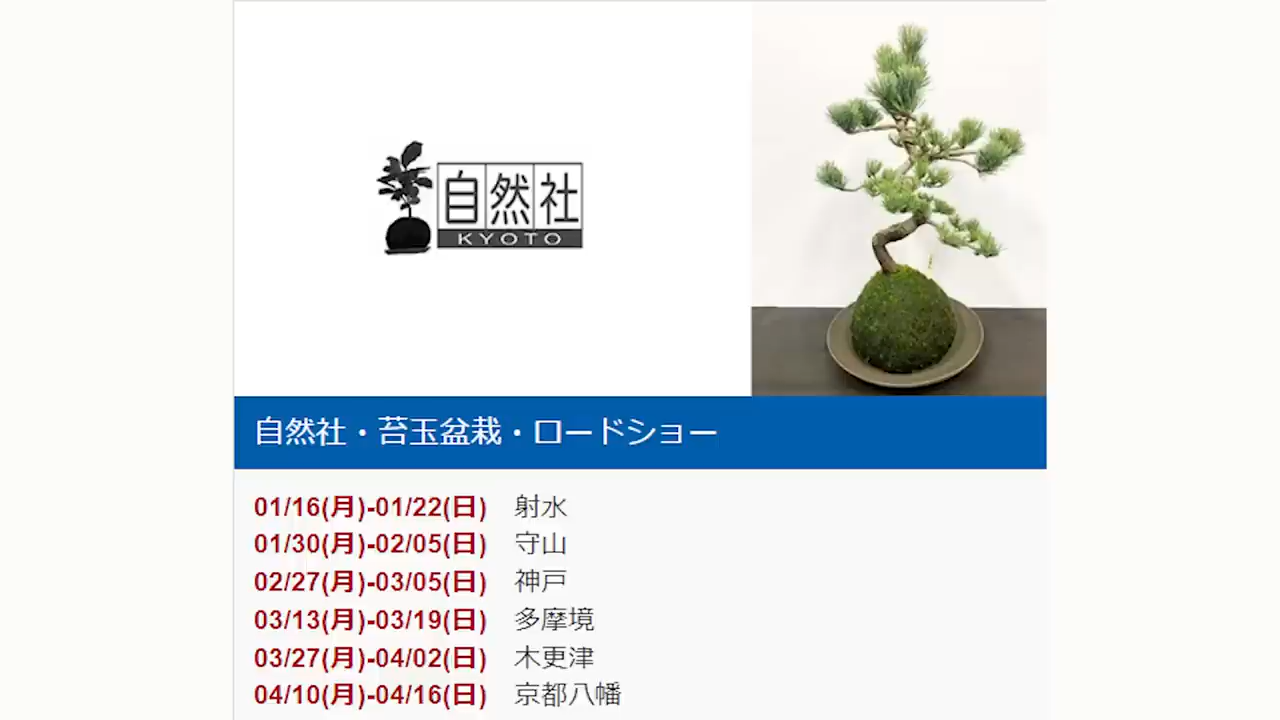 自然社
KYOTO
自然社・苔玉盆栽・ロードショー
01/16(月)-01/22(日) 射水
01/30(月)-02/05(日) 守山
02/27(月)-03/05(日) 神戸
03/13(月)-03/19(日) 多摩境
03/27(月)-04/02(日) 木更津
04/10(月)-04/16(日) 京都八幡